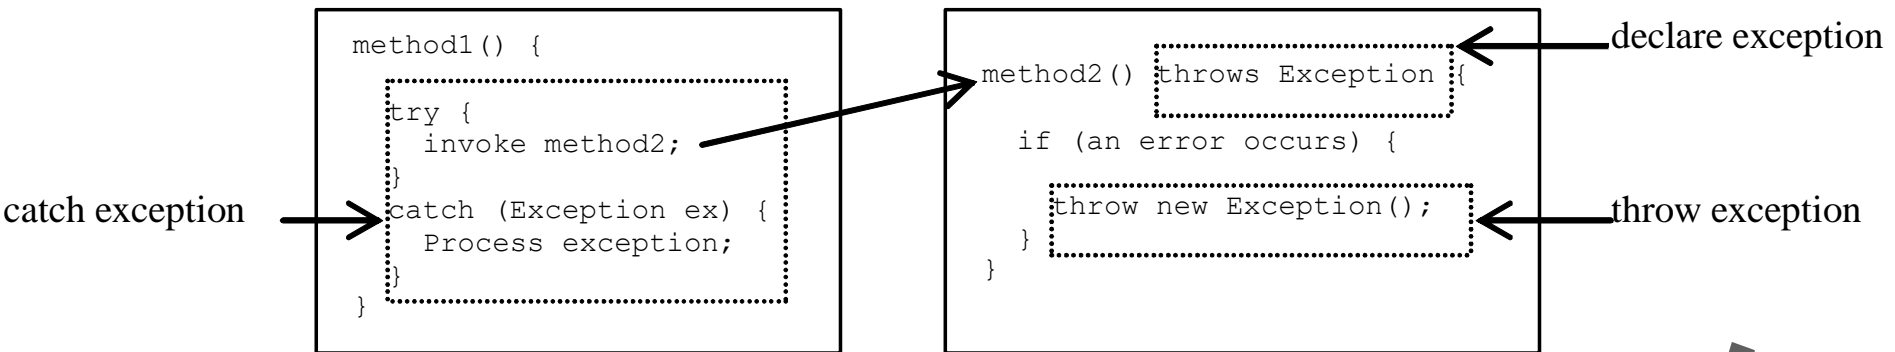 method1() {
try {
invoke method2;
}
catch (Exception ex) {
Process exception;
}
}
catch exception
method2() throws Exception {
if (an error occurs) {
throw new Exception();
}
}
declare exception
throw exception